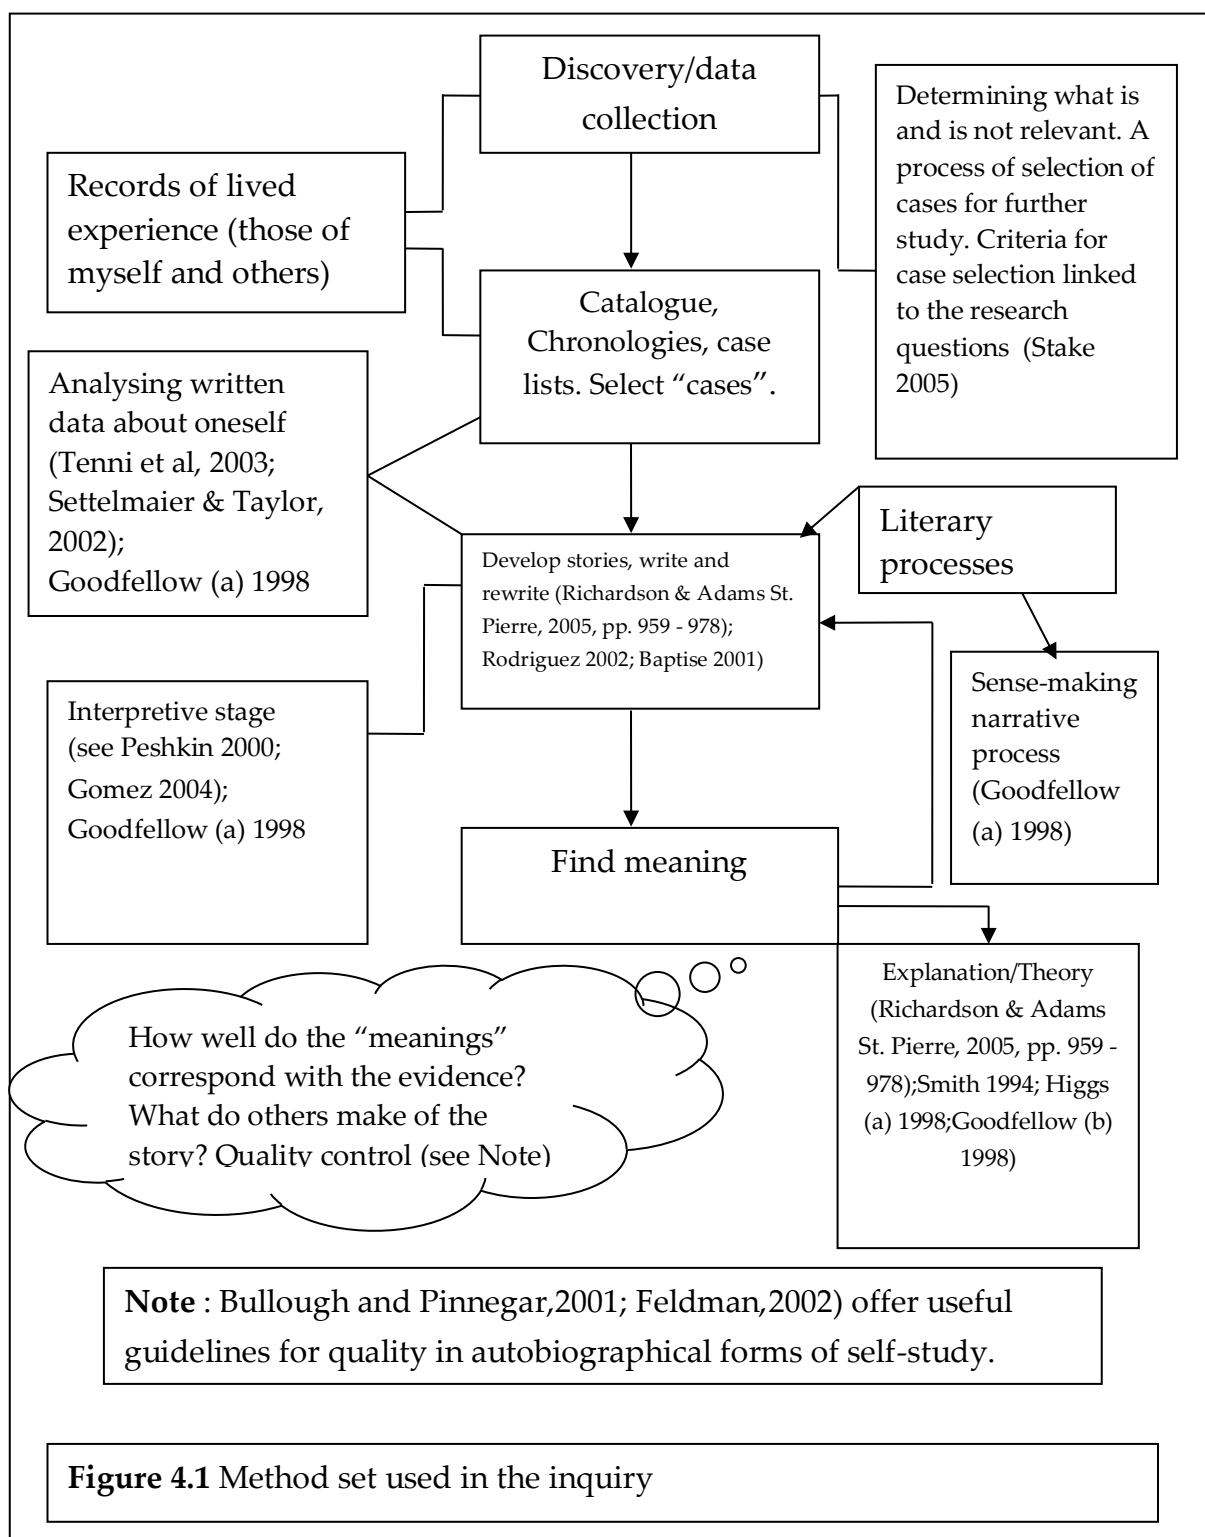 Discovery/data
collection
Determining what is
and is not relevant. A
process of selection of
cases for further
study. Criteria for
case selection linked
to the research
questions (Stake
2005)
Records of lived
experience (those of
myself and others)
Catalogue,
Chronologies, case
lists. Select “cases”.
Analysing written
data about oneself
(Tenni et al, 2003;
Settelmaier & Taylor,
2002);
Goodfellow (a) 1998
Literary
processes
Develop stories, write and
rewrite (Richardson & Adams St.
Pierre, 2005, pp. 959 - 978);
Rodriguez 2002; Baptise 2001)
Sense-making
narrative
process
(Goodfellow
(a) 1998)
Interpretive stage
(see Peshkin 2000;
Gomez 2004);
Goodfellow (a) 1998
Find meaning
Explanation/Theory
(Richardson & Adams
St. Pierre, 2005, pp. 959 -
978);Smith 1994; Higgs
(a) 1998;Goodfellow (b)
1998)
How well do the “meanings”
correspond with the evidence?
What do others make of the
story? Quality control (see Note)
Note : Bullough and Pinnegar,2001; Feldman,2002) offer useful
guidelines for quality in autobiographical forms of self-study.
Figure 4.1 Method set used in the inquiry